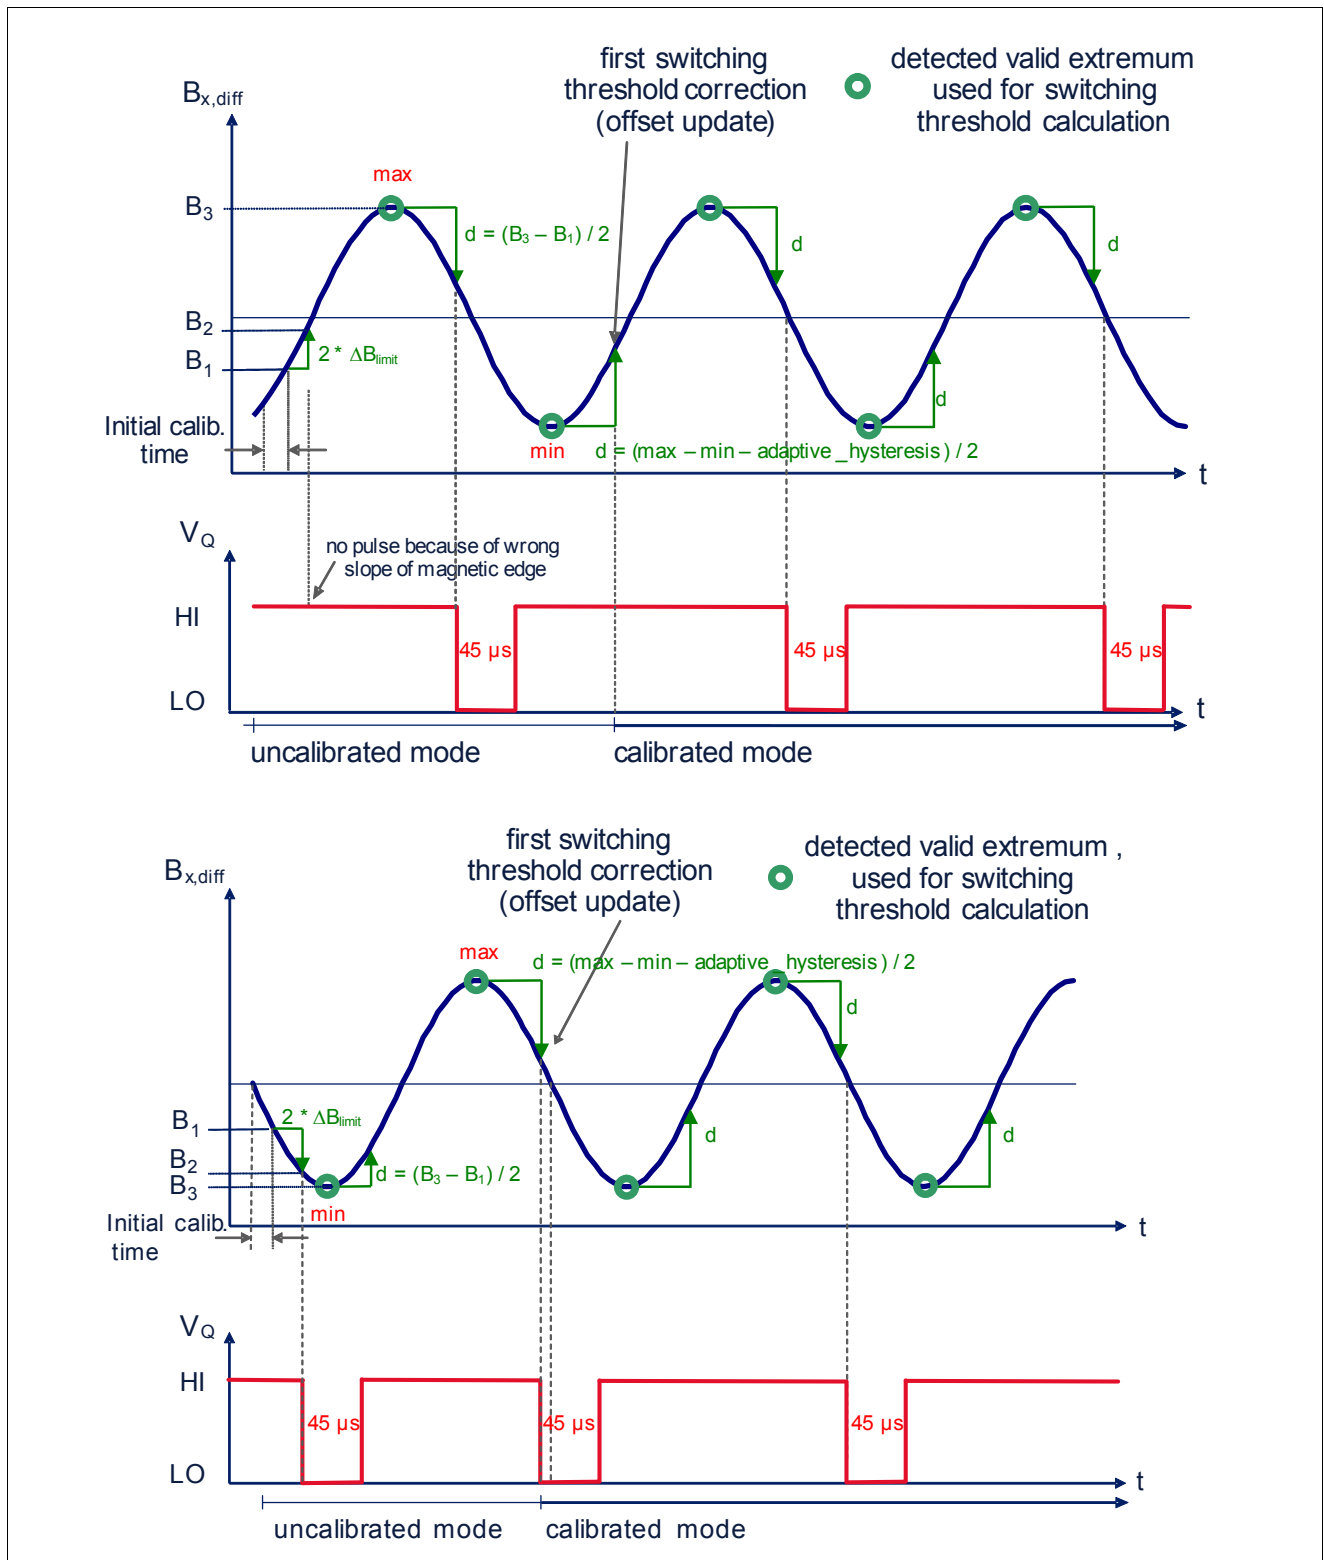 first switching
threshold correction
(offset update)
detected valid extremum
used for switching
threshold calculation
Bx,diff
max
B3
d = (B3 – B1) / 2
d
d
B2
2 * ΔBlimit
B1
d
Initial calib.
time
min
d = (max – min – adaptive_hysteresis) / 2
t
VQ
no pulse because of wrong
slope of magnetic edge
HI
45 µs
45 µs
45 µs
LO
t
uncalibrated mode
calibrated mode
first switching
threshold correction
(offset update)
detected valid extremum ,
used for switching
threshold calculation
Bx,diff
max
d = (max – min – adaptive_hysteresis) / 2
d
B1
2 * ΔBlimit
d
d
B2
d = (B3 – B1) / 2
B3
min
Initial calib.
time
t
VQ
HI
45 µs
45 µs
45 µs
LO
t
uncalibrated mode
calibrated mode